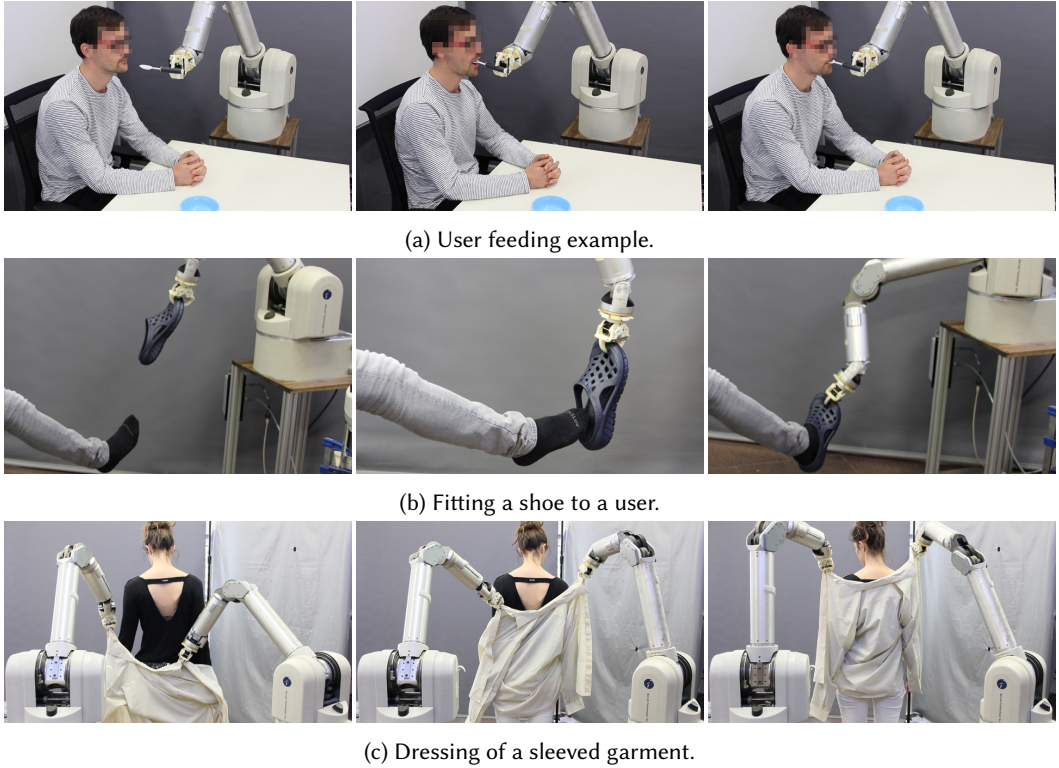 (a) User feeding example.
(b) Fitting a shoe to a user.
(c) Dressing of a sleeved garment.